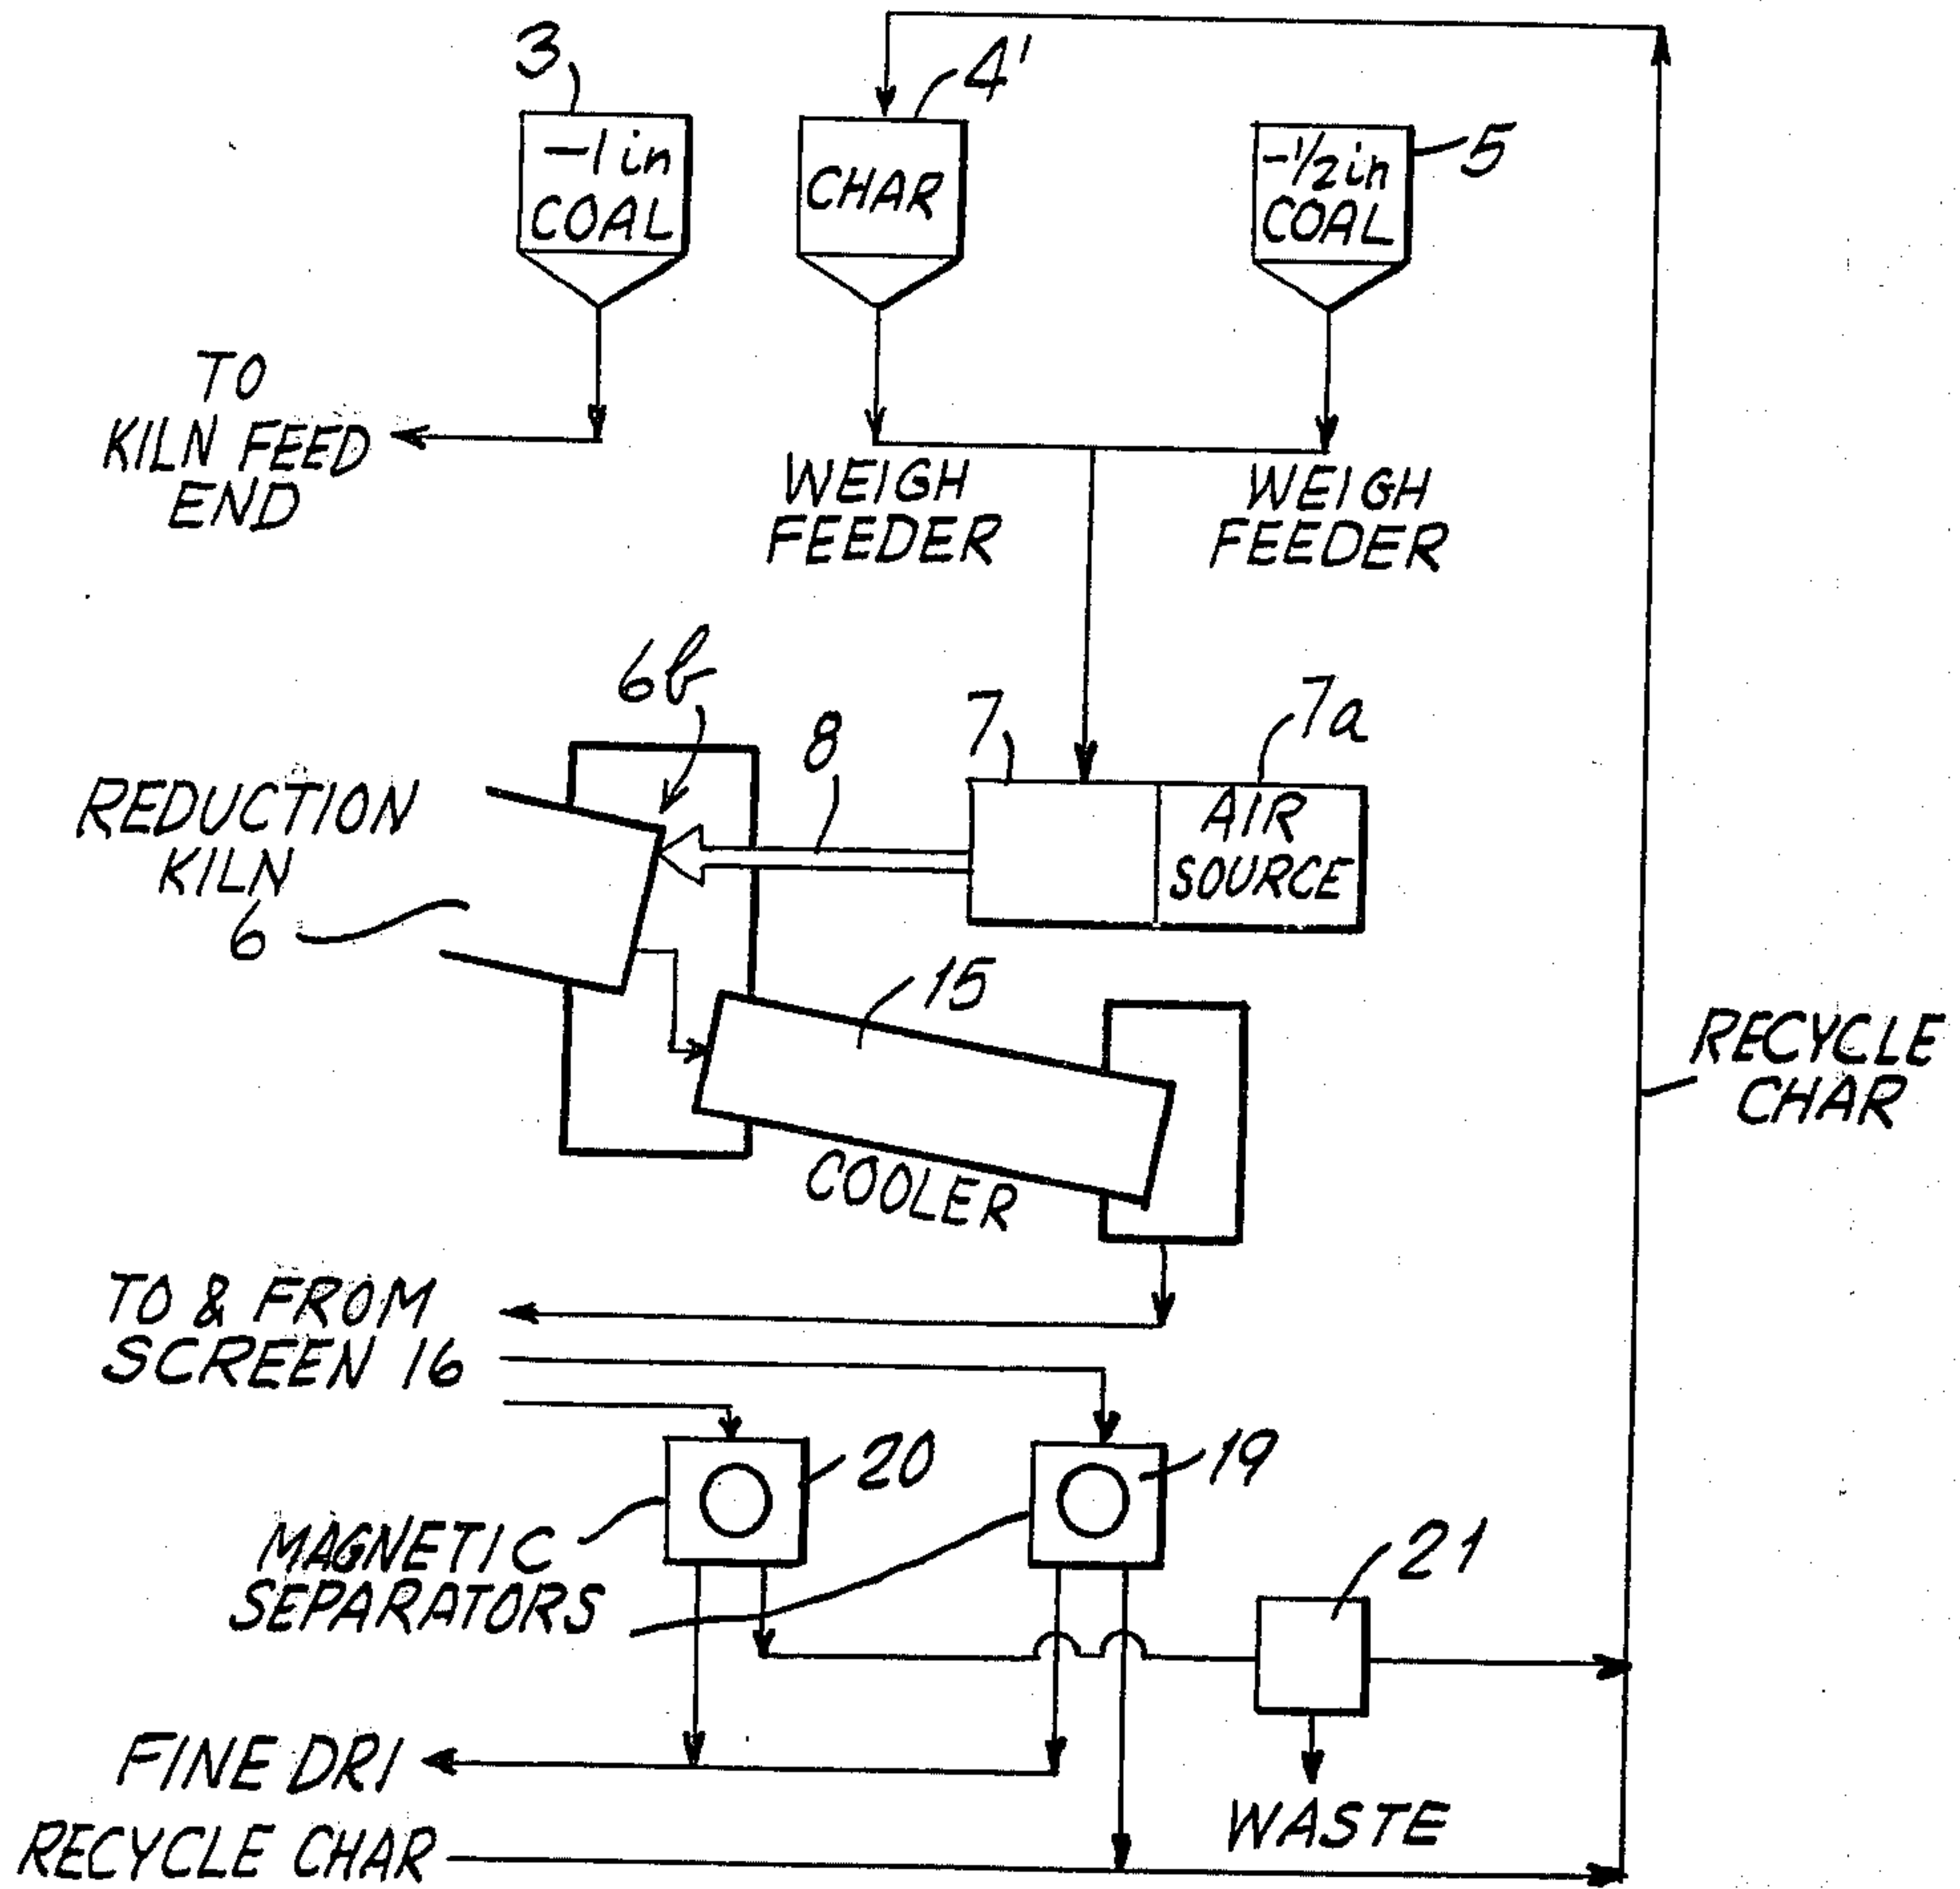 3
4'
-1 in
COAL
CHAR
-1/2 in
COAL
5
TO
KILN FEED
END
WEIGH
FEEDER
WEIGH
FEEDER
6b
8
7
7a
REDUCTION
KILN
6
AIR
SOURCE
15
RECYCLE
CHAR
COOLER
TO & FROM
SCREEN 16
20
19
MAGNETIC
SEPARATORS
21
FINE DRI
WASTE
RECYCLE CHAR